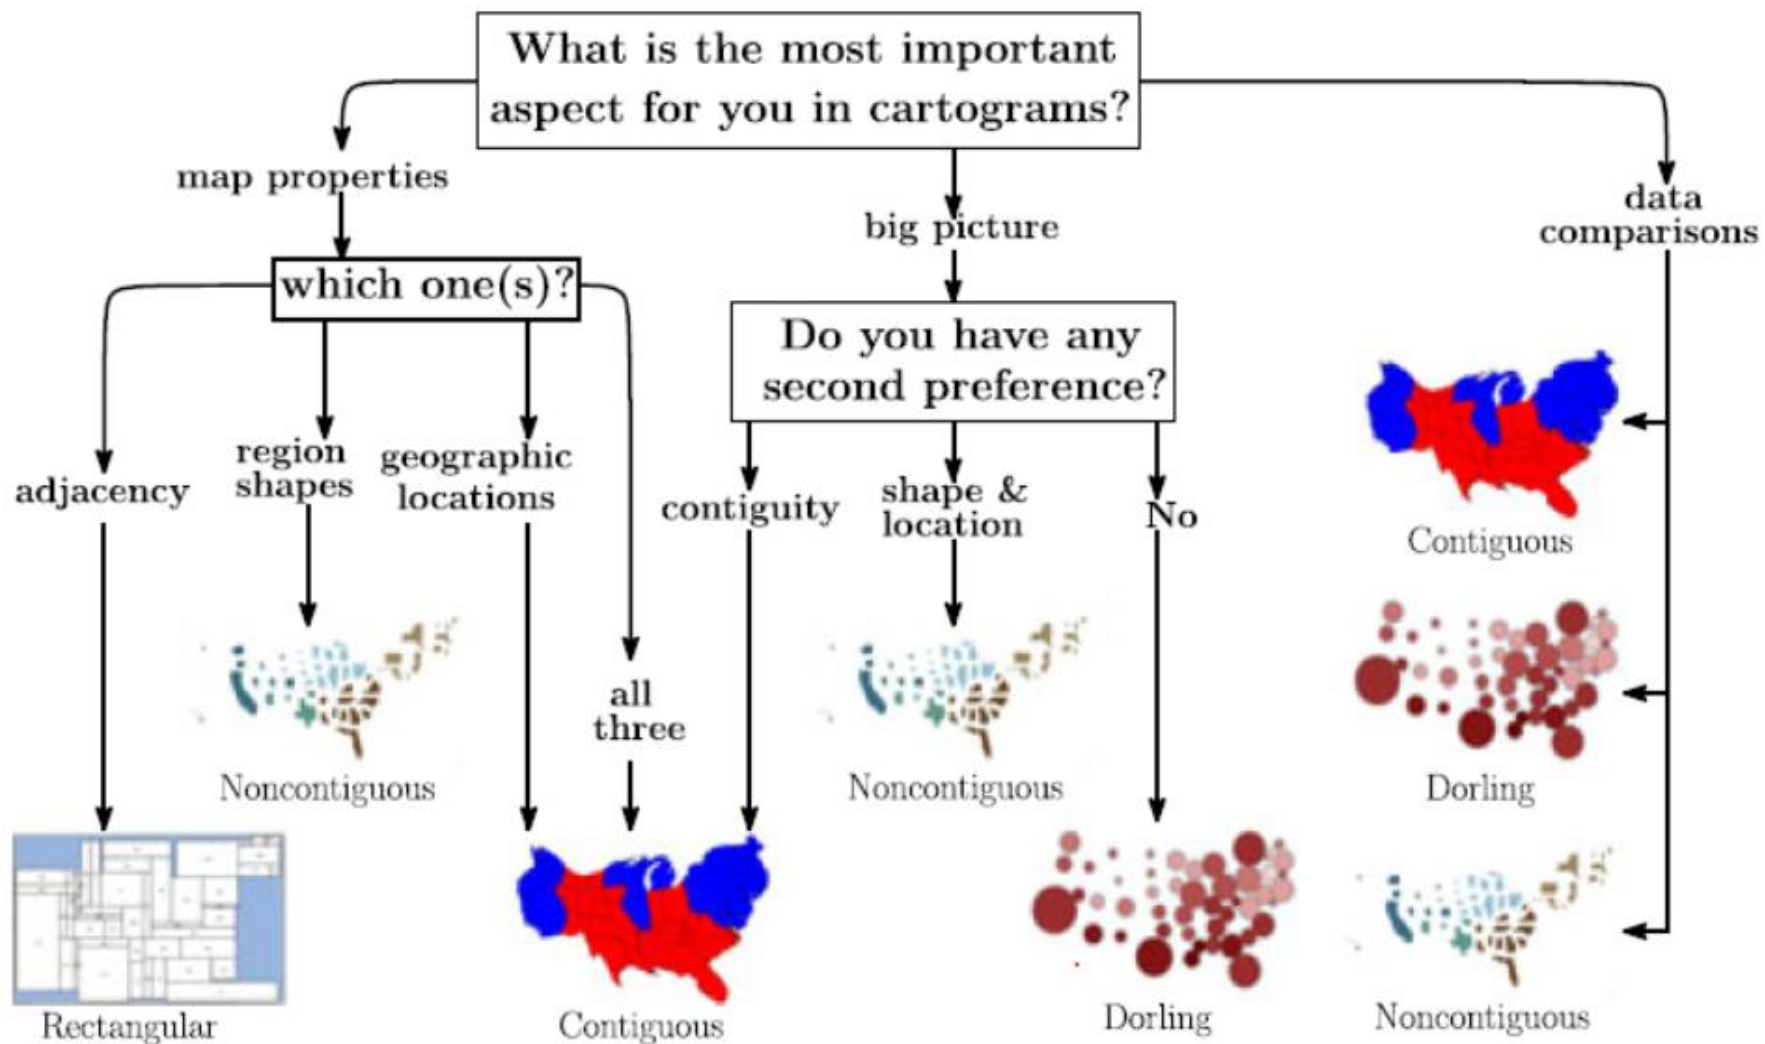 What is the most important
aspect for you in cartograms?
map properties
big picture
data
comparisons
which one(s)?
Do you have any
second preference?
adjacency
region
shapes
geographic
locations
all
three
contiguity
shape &
location
No
Contiguous
Dorling
Noncontiguous
Noncontiguous
Noncontiguous
Rectangular
Contiguous
Dorling